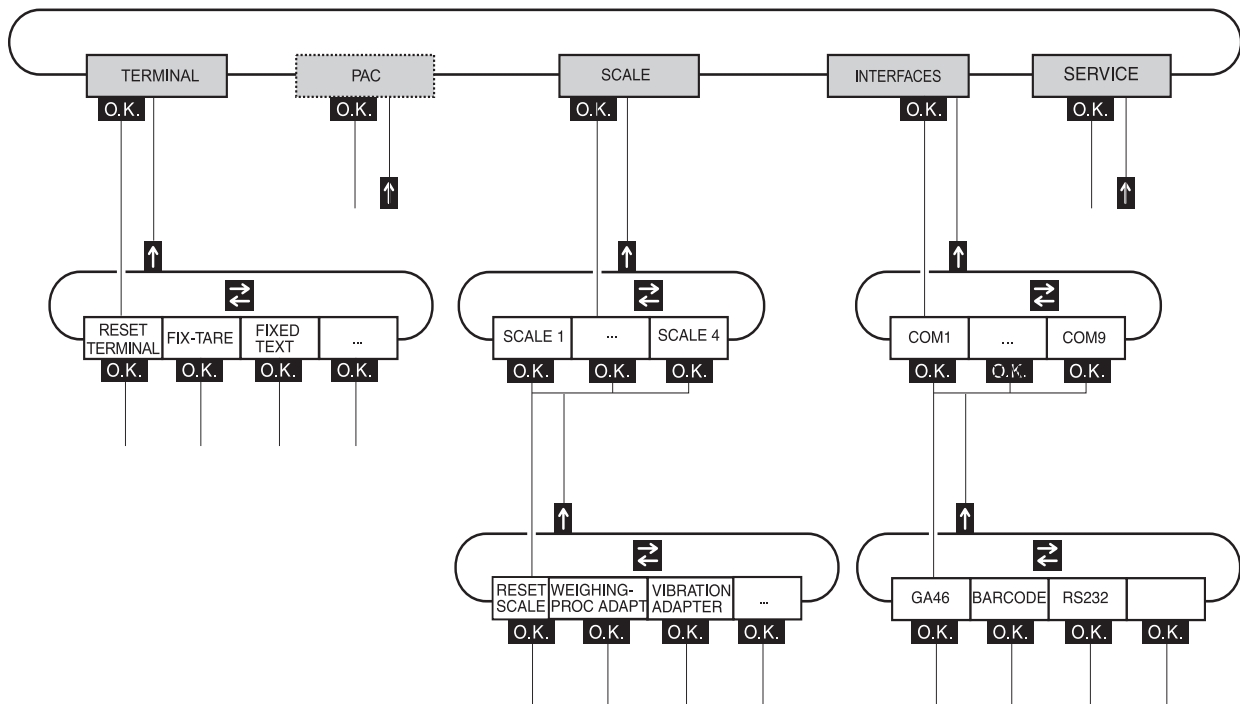 TERMINAL
PAC
SCALE
INTERFACES
SERVICE
O.K.
O.K.
O.K.
O.K.
O.K.
RESET
TERMINAL
FIX-TARE
FIXED
TEXT
...
SCALE 1
...
SCALE 4
COM1
...
COM9
O.K.
O.K.
O.K.
O.K.
O.K.
O.K.
O.K.
O.K.
O.K.
O.K.
RESET
SCALE
WEIGHING-
PROC ADAPT
VIBRATION
ADAPTER
...
GA46
BARCODE
RS232
O.K.
O.K.
O.K.
O.K.
O.K.
O.K.
O.K.
O.K.